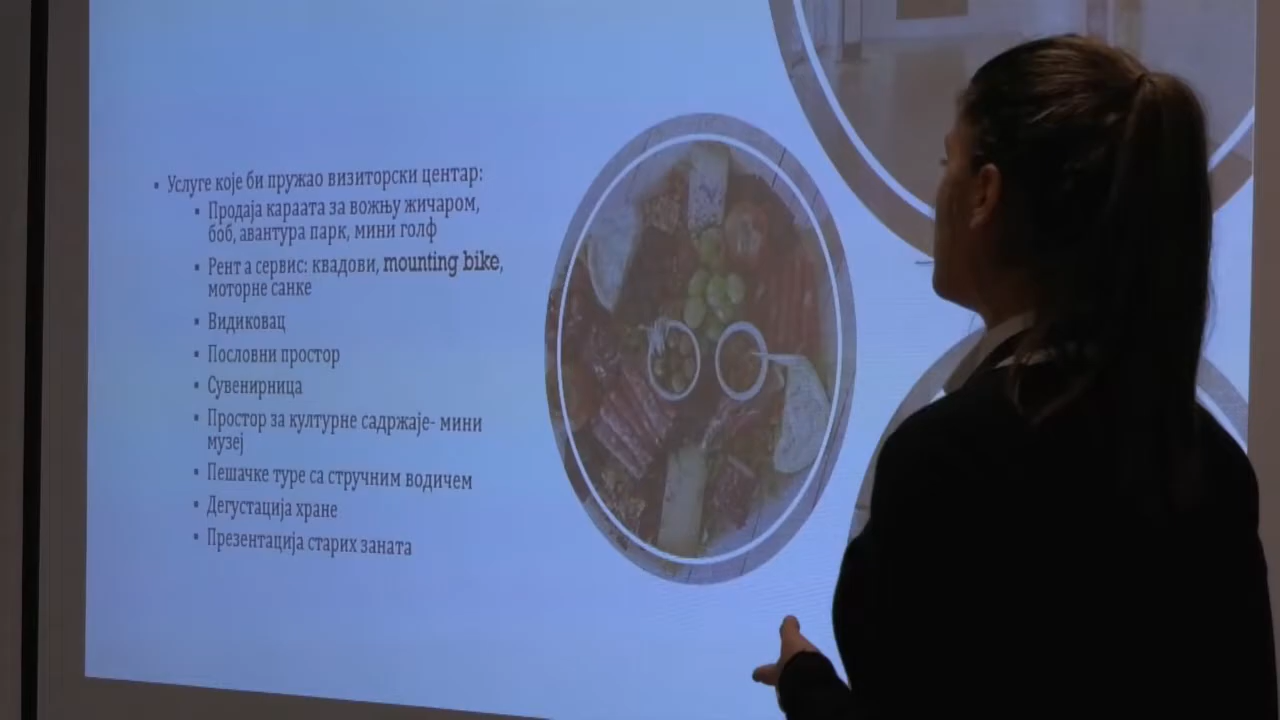 ▪ Услуге које би пружао визиторски центар:
▪ Продаја караата за вожњу жичаром,
боб, авантура парк, мини голф
▪ Рент а сервис: квадови, mounting bike,
моторне санке
▪ Видиковац
▪ Пословни простор
▪ Сувенирница
▪ Простор за културне садржаје- мини
музеј
▪ Пешачке туре са стручним водичем
▪ Дегустација хране
▪ Презентација старих заната